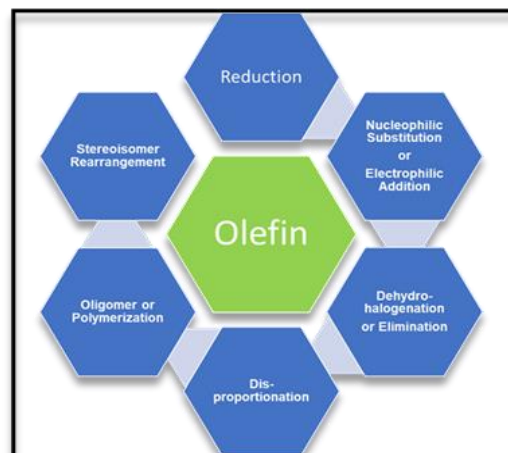 Reduction
Nucleophilic
Substitution
or
Electrophilic
Addition
Dehydro-
halogenation
or Elimination
Dis-
proportionation
Oligomer or
Polymerization
Stereoisomer
Rearrangement
Olefin